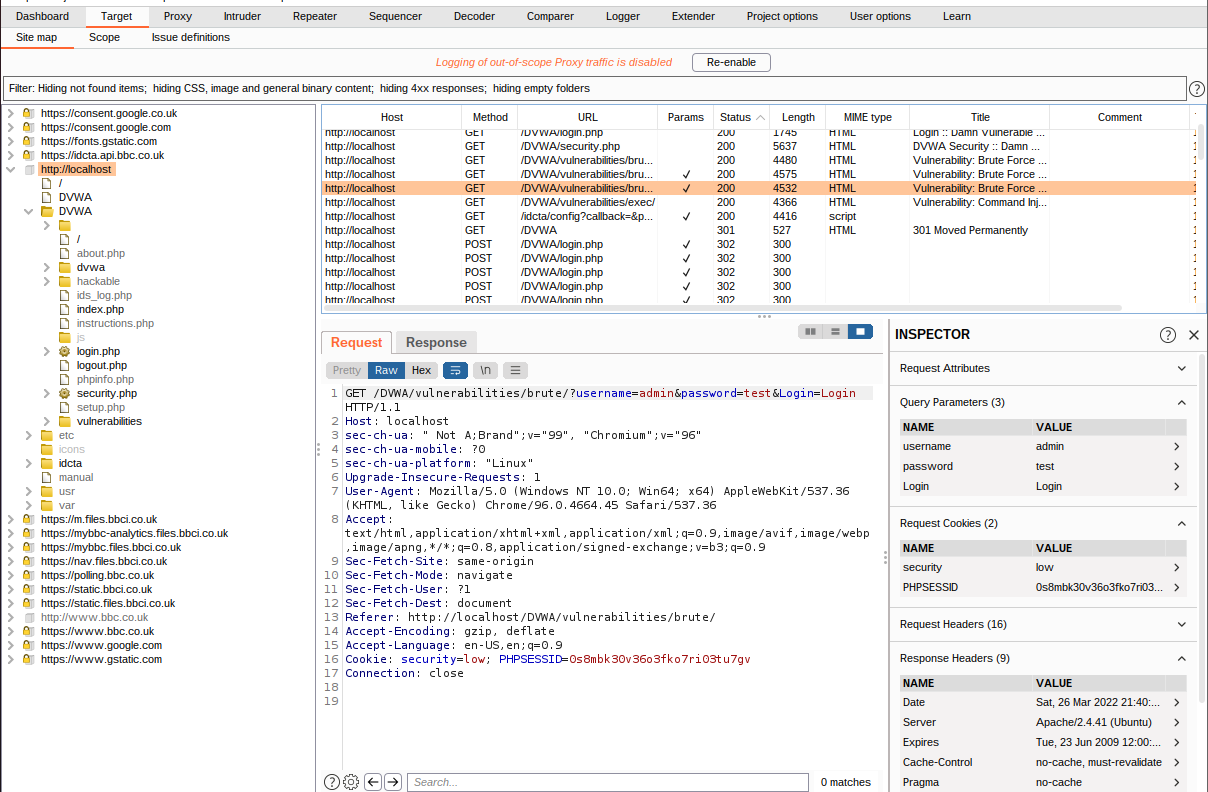 Dashboard Target Proxy Intruder Repeater Sequencer Decoder Comparer Logger Extender Project options User options Learn
Site map Scope Issue definitions
Logging of out-of-scope Proxy traffic is disabled Re-enable
Filter: Hiding not found items; hiding CSS, image and general binary content; hiding 4xx responses; hiding empty folders
https://consent.google.co.uk
https://consent.google.com
https://fonts.gstatic.com
https://idcta.api.bbc.co.uk
http://localhost
/
DVWA
DVWA
/
about.php
dvwa
hackable
ids_log.php
index.php
instructions.php
js
login.php
logout.php
phpinfo.php
security.php
setup.php
vulnerabilities
etc
icons
idcta
manual
usr
var
https://m.files.bbci.co.uk
https://mybbc-analytics.files.bbci.co.uk
https://mybbc.files.bbci.co.uk
https://nav.files.bbci.co.uk
https://polling.bbc.co.uk
https://static.bbci.co.uk
https://static.files.bbci.co.uk
http://www.bbc.co.uk
https://www.bbc.co.uk
https://www.google.com
https://www.gstatic.com
Host Method URL Params Status Length MIME type Title Comment
http://localhost GET /DVWA/login.php 200 1745 HTML Login :: Damn Vulnerable ...
http://localhost GET /DVWA/security.php 200 5637 HTML DVWA Security :: Damn ...
http://localhost GET /DVWA/vulnerabilities/bru... 200 4480 HTML Vulnerability: Brute Force ...
http://localhost GET /DVWA/vulnerabilities/bru... ✓ 200 4575 HTML Vulnerability: Brute Force ...
http://localhost GET /DVWA/vulnerabilities/bru... ✓ 200 4532 HTML Vulnerability: Brute Force ...
http://localhost GET /DVWA/vulnerabilities/exec/ 200 4366 HTML Vulnerability: Command Inj...
http://localhost GET /idcta/config?callback=&p... ✓ 200 4416 script
http://localhost GET /DVWA 301 527 HTML 301 Moved Permanently
http://localhost POST /DVWA/login.php ✓ 302 300
http://localhost POST /DVWA/login.php ✓ 302 300
http://localhost POST /DVWA/login.php ✓ 302 300
http://localhost POST /DVWA/login.php ✓ 302 300
http://localhost POST /DVWA/login.php ✓ 302 300
Request Response
Pretty Raw Hex \n
1 GET /DVWA/vulnerabilities/brute/?username=admin&password=test&Login=Login
HTTP/1.1
2 Host: localhost
3 sec-ch-ua: " Not A;Brand";v="99", "Chromium";v="96"
4 sec-ch-ua-mobile: ?0
5 sec-ch-ua-platform: "Linux"
6 Upgrade-Insecure-Requests: 1
7 User-Agent: Mozilla/5.0 (Windows NT 10.0; Win64; x64) AppleWebKit/537.36
(KHTML, like Gecko) Chrome/96.0.4664.45 Safari/537.36
8 Accept:
text/html,application/xhtml+xml,application/xml;q=0.9,image/avif,image/webp
,image/apng,*/*;q=0.8,application/signed-exchange;v=b3;q=0.9
9 Sec-Fetch-Site: same-origin
10 Sec-Fetch-Mode: navigate
11 Sec-Fetch-User: ?1
12 Sec-Fetch-Dest: document
13 Referer: http://localhost/DVWA/vulnerabilities/brute/
14 Accept-Encoding: gzip, deflate
15 Accept-Language: en-US,en;q=0.9
16 Cookie: security=low; PHPSESSID=0s8mbk30v36o3fko7ri03tu7gv
17 Connection: close
18
19
Search... 0 matches
INSPECTOR
Request Attributes
Query Parameters (3)
NAME VALUE
username admin
password test
Login Login
Request Cookies (2)
NAME VALUE
security low
PHPSESSID 0s8mbk30v36o3fko7ri03...
Request Headers (16)
Response Headers (9)
NAME VALUE
Date Sat, 26 Mar 2022 21:40:...
Server Apache/2.4.41 (Ubuntu)
Expires Tue, 23 Jun 2009 12:00:...
Cache-Control no-cache, must-revalidate
Pragma no-cache